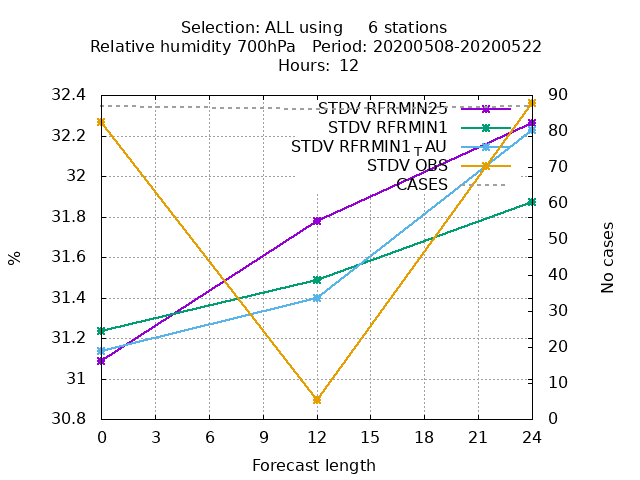 Selection: ALL using 6 stations
Relative humidity 700hPa Period: 20200508-20200522
Hours: 12
32.4
32.2
32
31.8
31.6
31.4
31.2
31
30.8
%
90
80
70
60
50
40
30
20
10
0
No cases
STDV RFRMIN25
STDV RFRMIN1
STDV RFRMIN1_TAU
STDV OBS
CASES
0 3 6 9 12 15 18 21 24
Forecast length